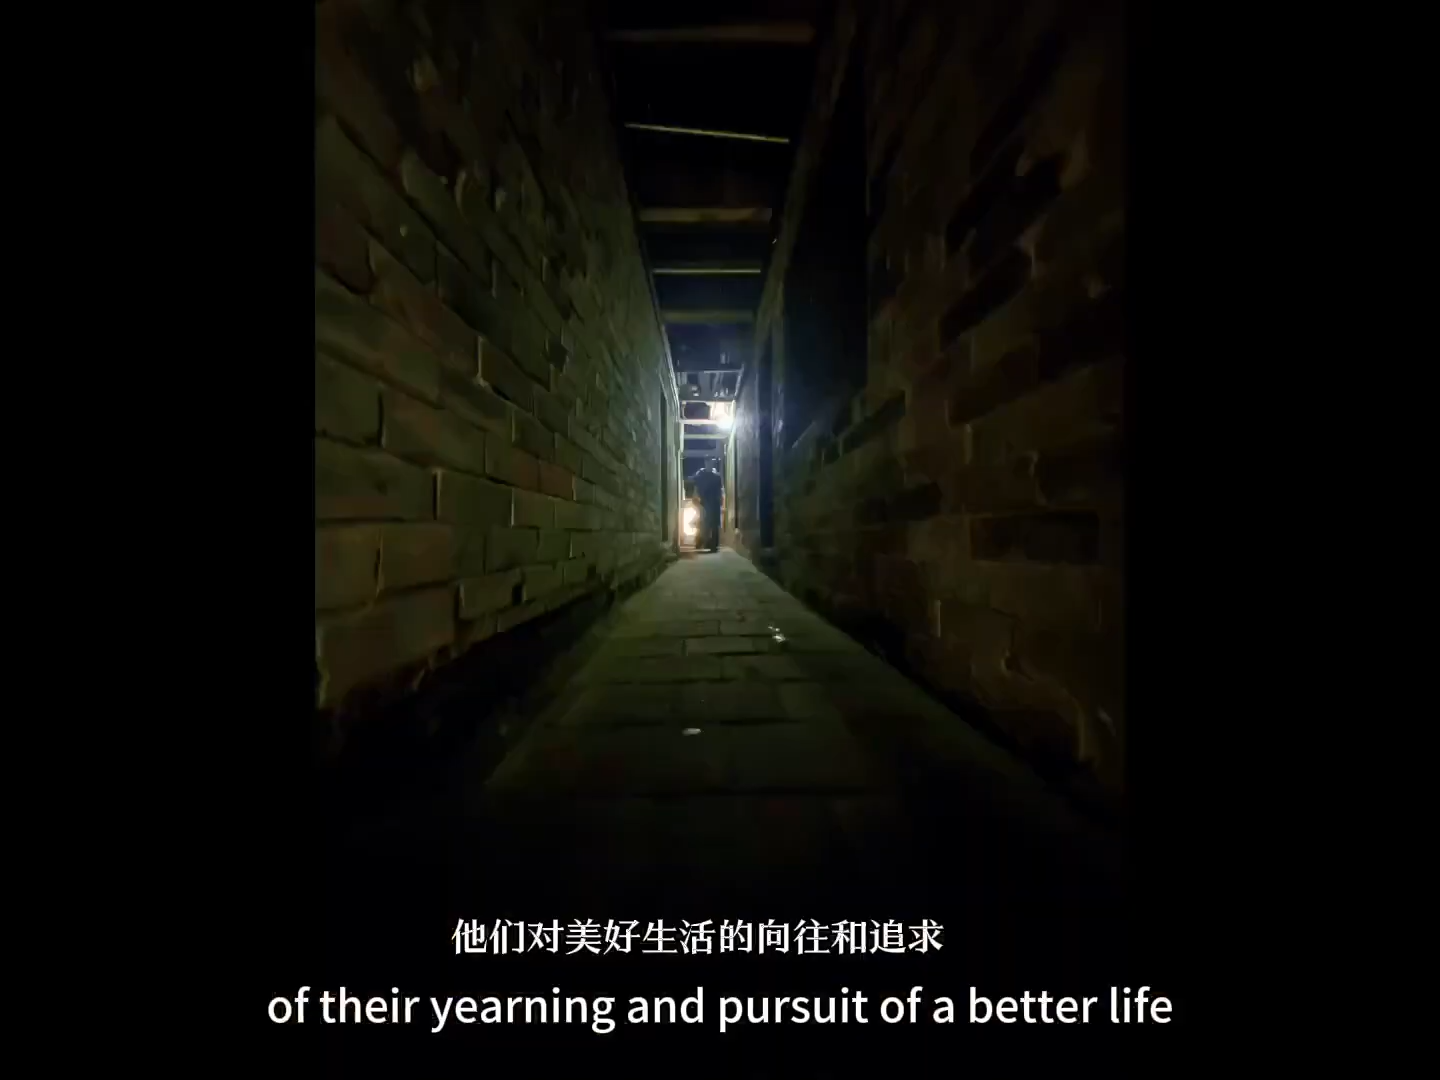 他们对美好生活的向往和追求
of their yearning and pursuit of a better life